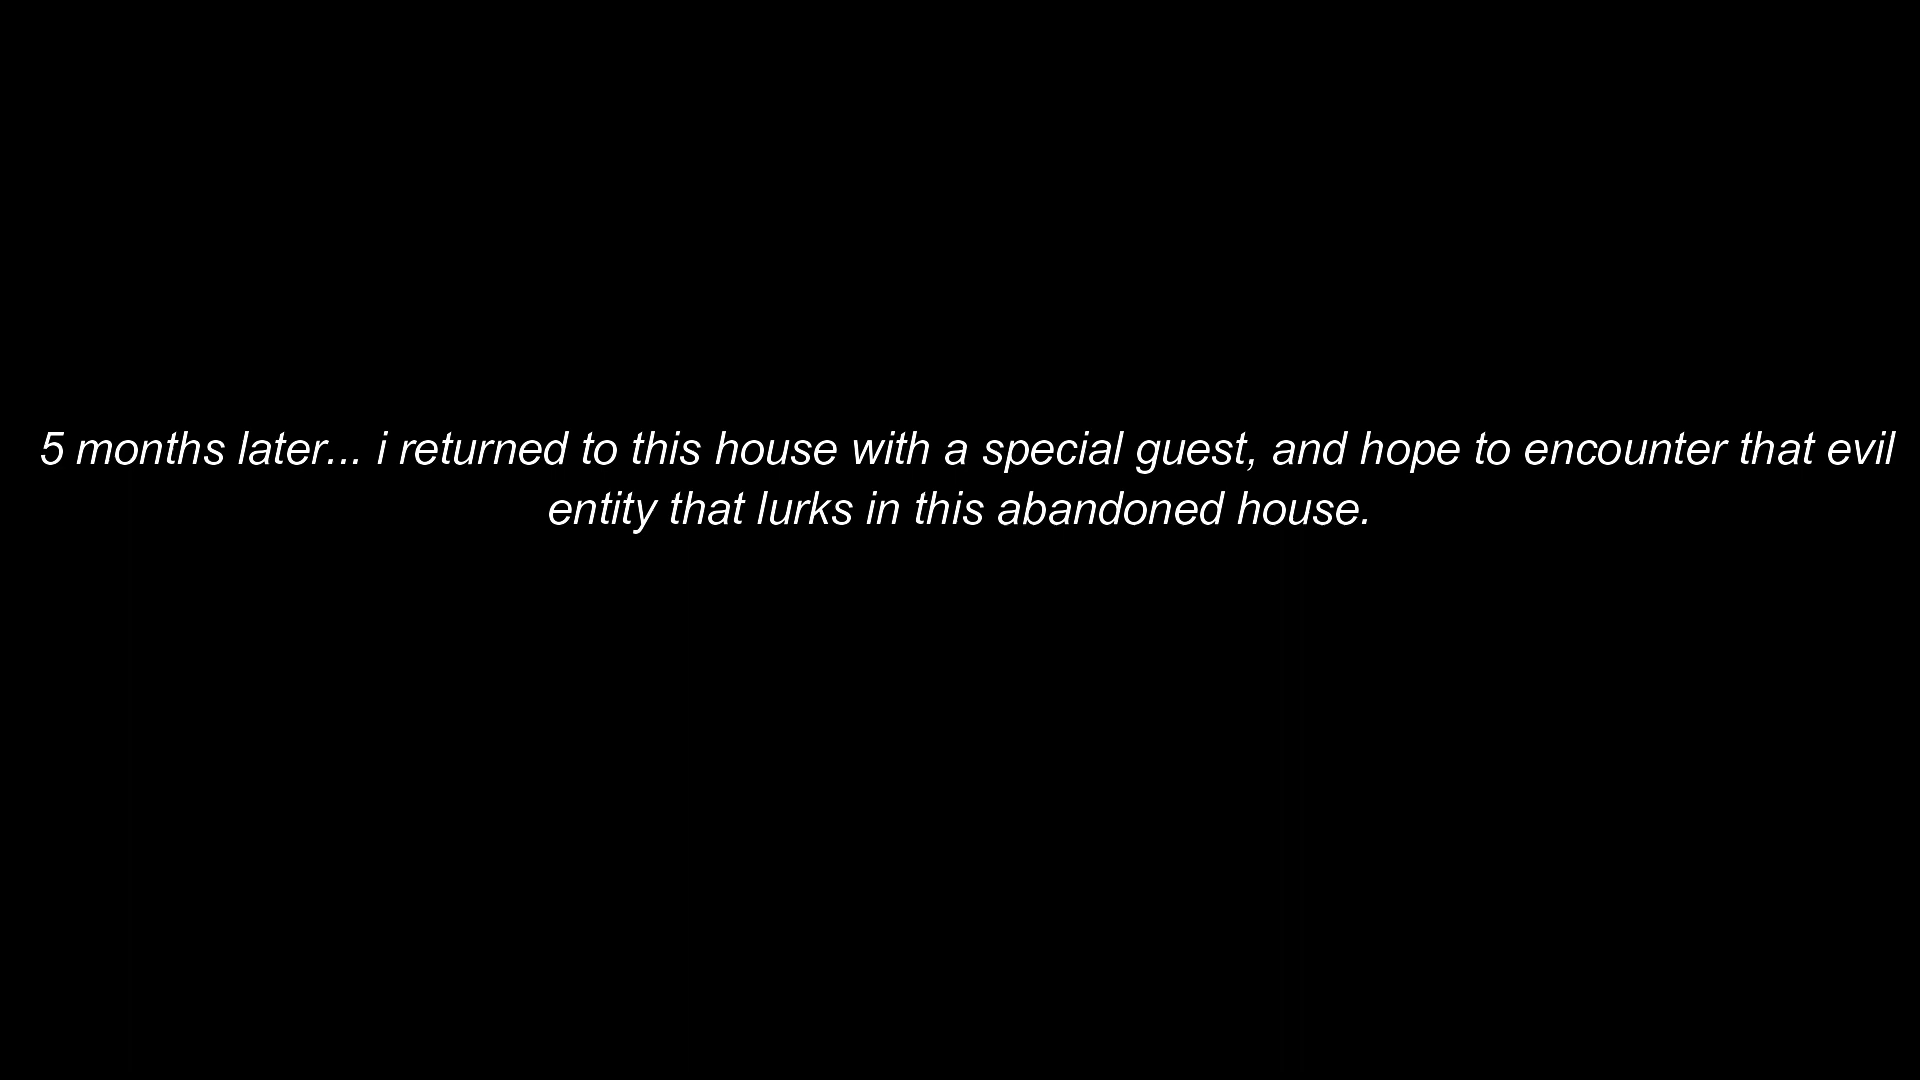 5 months later... i returned to this house with a special guest, and hope to encounter that evil
entity that lurks in this abandoned house.